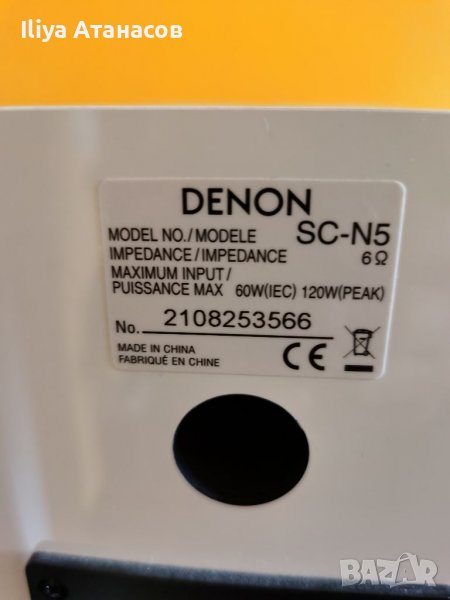 Iliya Атанасов
DENON
MODEL NO./MODELE SC-N5
IMPEDANCE/IMPEDANCE 6Ω
MAXIMUM INPUT/
PUISSANCE MAX 60W(IEC) 120W(PEAK)
No. 2108253566
MADE IN CHINA
FABRIQUÉ EN CHINE
CE
BAZAR